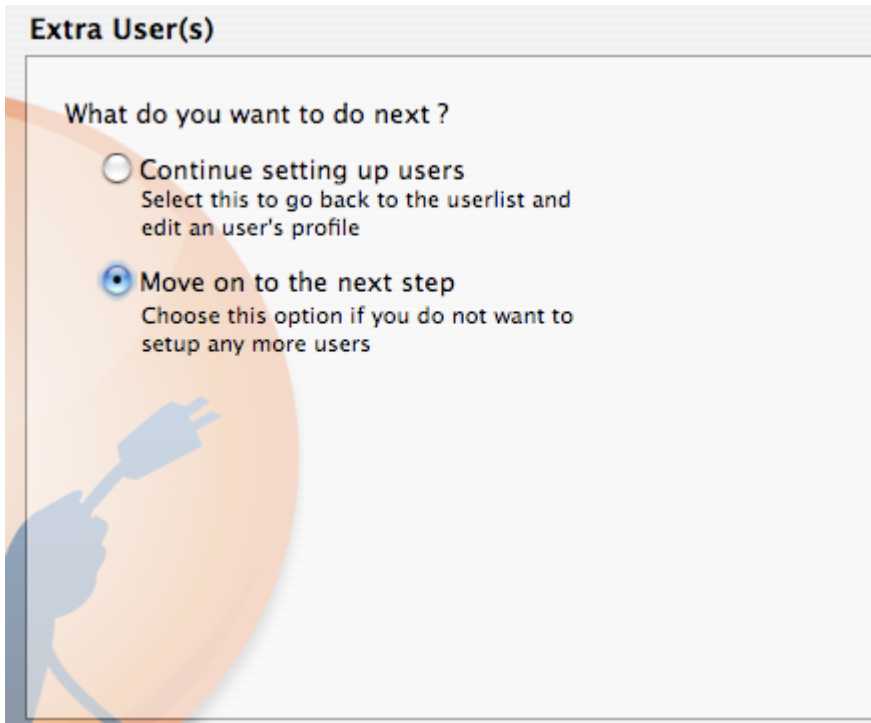 Extra User(s)
What do you want to do next ?
Continue setting up users
Select this to go back to the userlist and
edit an user's profile
Move on to the next step
Choose this option if you do not want to
setup any more users